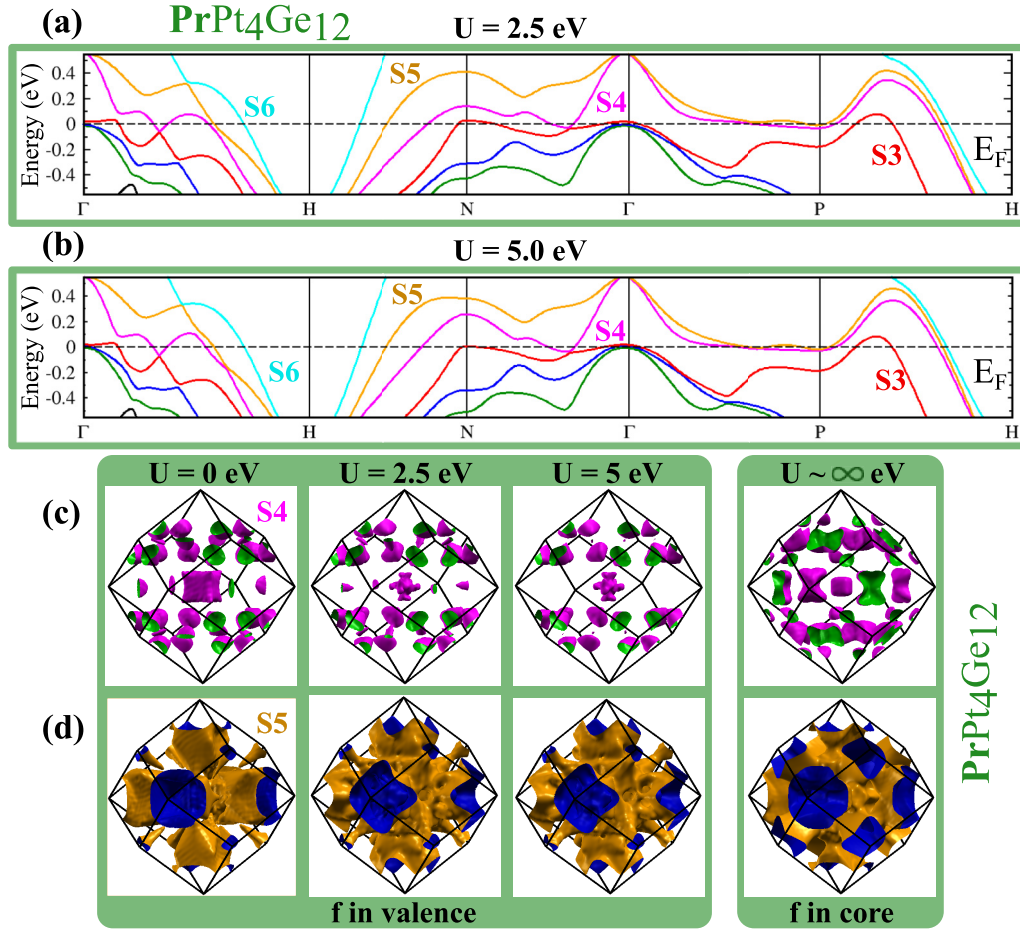 (a)
PrPt4Ge12
U = 2.5 eV
Energy (eV)
0.4
0.2
0
-0.2
-0.4
S6
S5
S4
S3
EF
Γ H N Γ P H
(b)
U = 5.0 eV
Energy (eV)
0.4
0.2
0
-0.2
-0.4
S6
S5
S4
S3
EF
Γ H N Γ P H
U = 0 eV U = 2.5 eV U = 5 eV U ~ ∞ eV
(c)
S4
(d)
S5
PrPt4Ge12
f in valence f in core